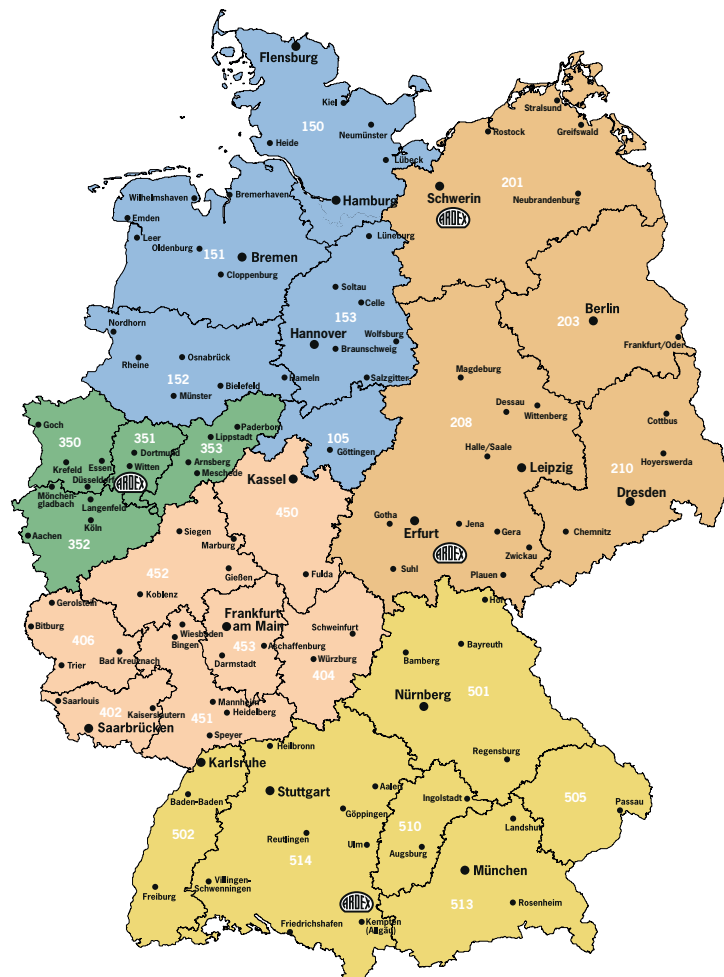 Flensburg
Kiel
150
Neumünster
Heide
Lübeck
Hamburg
Stralsund
Rostock
Greifswald
201
Schwerin
Neubrandenburg
ARDEX
Wilhelmshaven
Bremerhaven
Emden
Leer
Oldenburg
151
Bremen
Cloppenburg
Lüneburg
Soltau
Celle
153
Hannover
Wolfsburg
Braunschweig
Hameln
Salzgitter
Nordhorn
Rheine
Osnabrück
152
Bielefeld
Münster
105
Göttingen
Berlin
203
Frankfurt/Oder
Magdeburg
Dessau
Wittenberg
208
Halle/Saale
Leipzig
Cottbus
Hoyerswerda
210
Dresden
Chemnitz
Gotha
Erfurt
Jena
Gera
ARDEX
Zwickau
Suhl
Plauen
Goch
350
351
Dortmund
Krefeld
Essen
Witten
Düsseldorf
ARDEX
Mönchen-
gladbach
Langenfeld
Köln
Aachen
352
Paderborn
Lippstadt
353
Arnsberg
Meschede
Kassel
450
Siegen
Marburg
452
Gießen
Fulda
Koblenz
Gerolstein
Bitburg
406
Trier
Bad Kreuznach
Wiesbaden
Bingen
Frankfurt
am Main
453
Aschaffenburg
Darmstadt
Schweinfurt
Würzburg
404
Saarlouis
402
Kaiserslautern
Saarbrücken
451
Mannheim
Heidelberg
Speyer
Hof
Bayreuth
Bamberg
501
Nürnberg
Regensburg
Karlsruhe
Heilbronn
Baden-Baden
502
Freiburg
Stuttgart
Aalen
Göppingen
Reutlingen
514
Ulm
Villingen-
Schwenningen
ARDEX
Friedrichshafen
Kempten
(Allgäu)
Ingolstadt
510
Augsburg
505
Passau
Landshut
München
513
Rosenheim